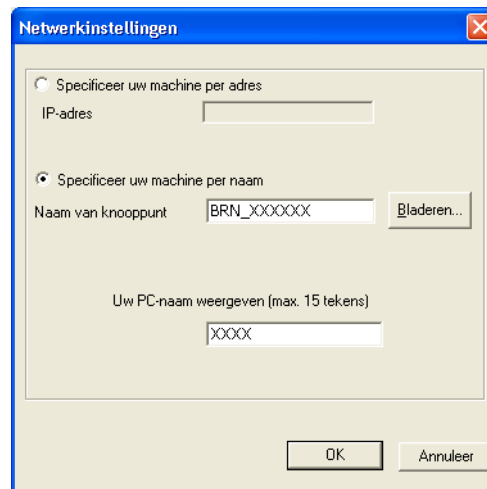 Netwerkinstellingen
Specificeer uw machine per adres
IP-adres
Specificeer uw machine per naam
Naam van knooppunt
BRN_XXXXXX
Bladeren...
Uw PC-naam weergeven (max. 15 tekens)
XXXX
OK
Annuleer